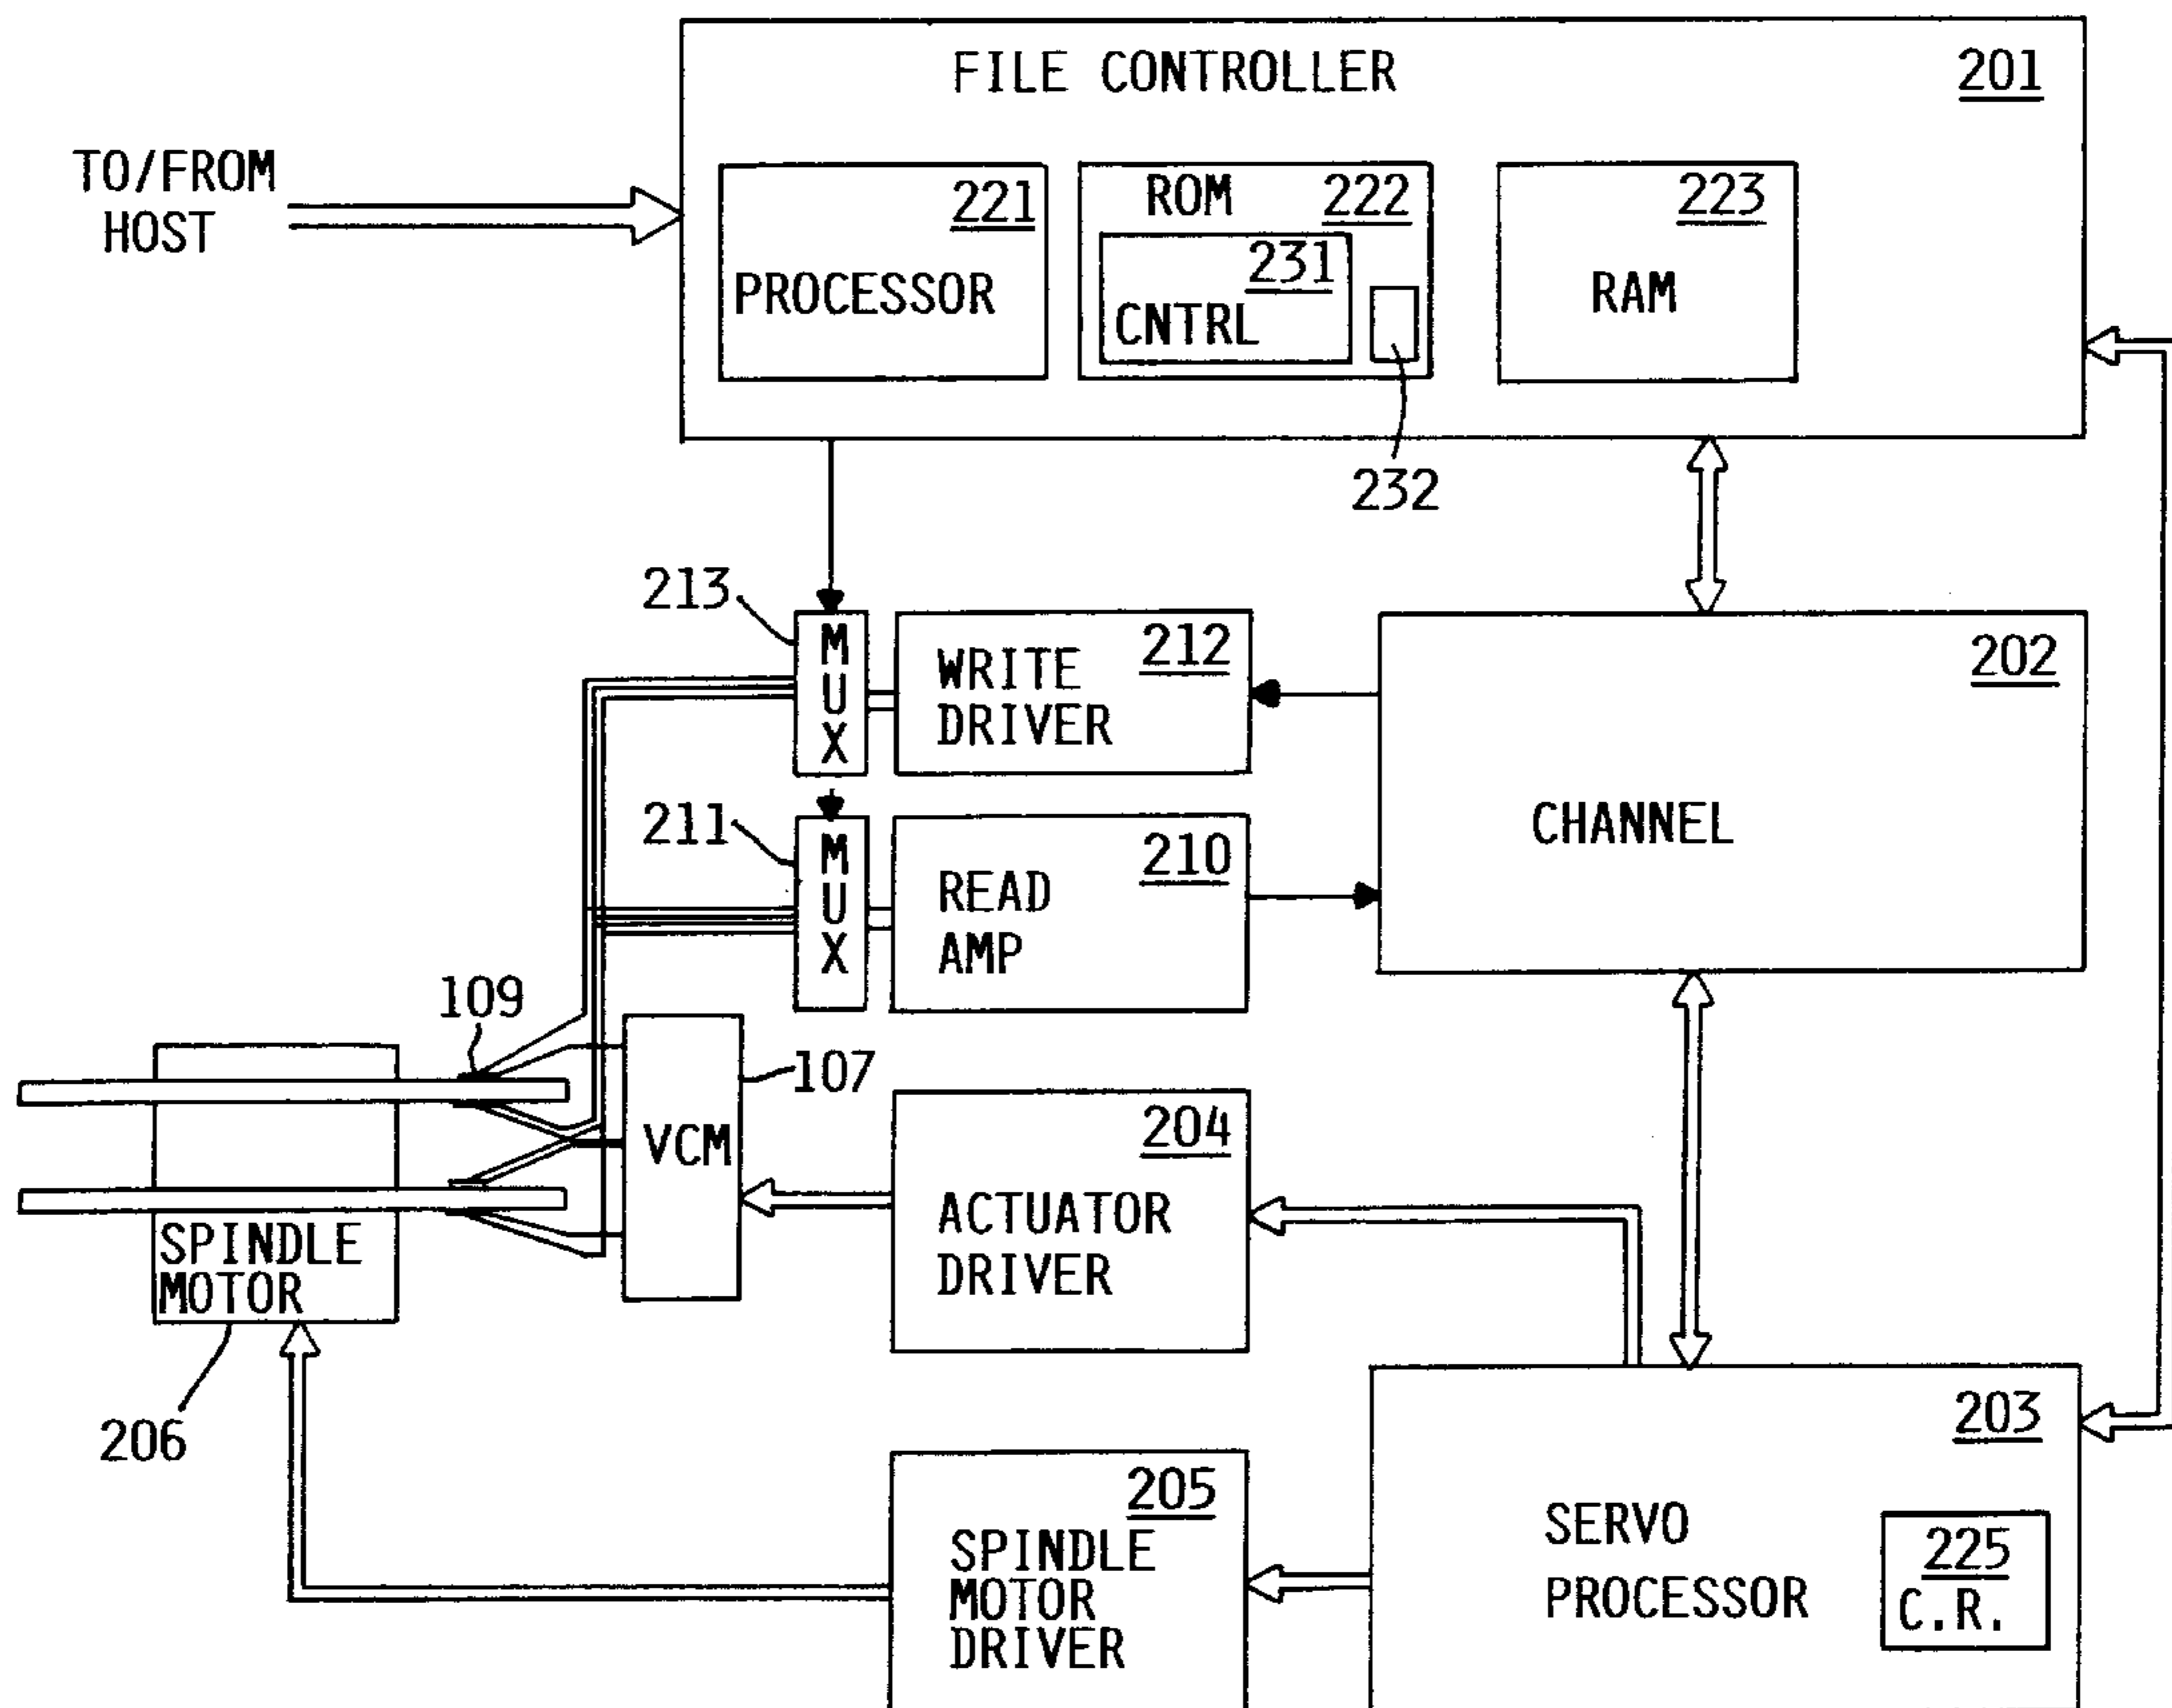 FILE CONTROLLER
201
TO/FROM
HOST
221
PROCESSOR
ROM
222
231
CNTRL
223
RAM
232
213
MUX
WRITE
DRIVER
212
202
CHANNEL
211
MUX
READ
AMP
210
109
107
VCM
204
ACTUATOR
DRIVER
SPINDLE
MOTOR
206
203
SERVO
PROCESSOR
225
C.R.
205
SPINDLE
MOTOR
DRIVER